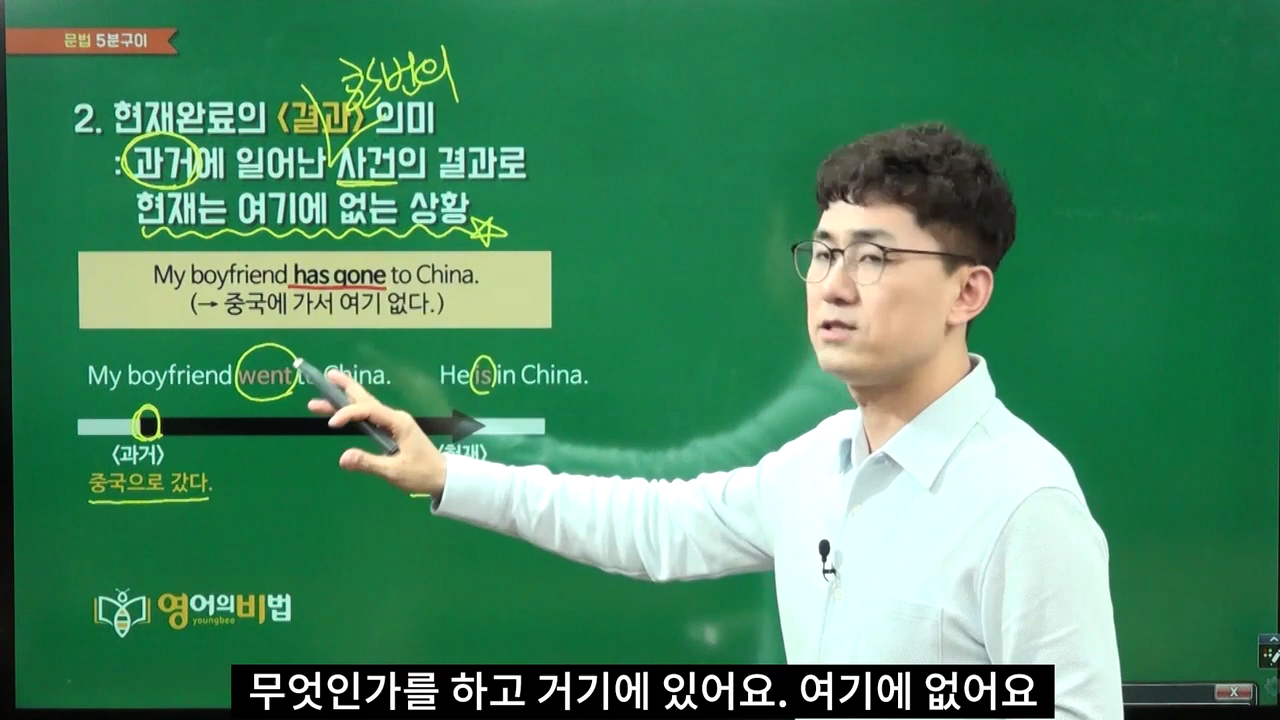 문법 5분구이
한번의
2. 현재완료의 <결과> 의미
: 과거에 일어난 사건의 결과로
현재는 여기에 없는 상황
My boyfriend has gone to China.
(→ 중국에 가서 여기 없다.)
My boyfriend went to China. He is in China.
<과거> <현재>
중국으로 갔다.
영어의비법
youngbee
무엇인가를 하고 거기에 있어요. 여기에 없어요
X